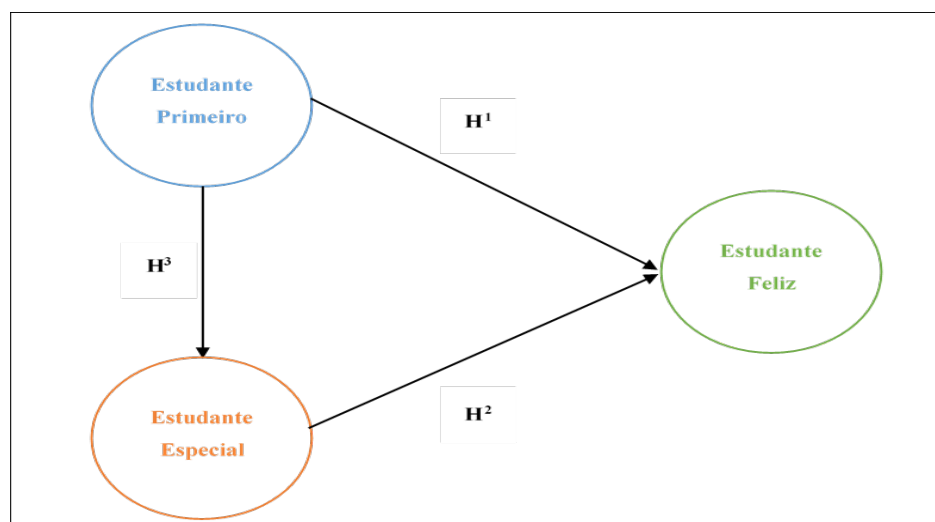 Estudante
Primeiro
H¹
Estudante
Feliz
H³
Estudante
Especial
H²